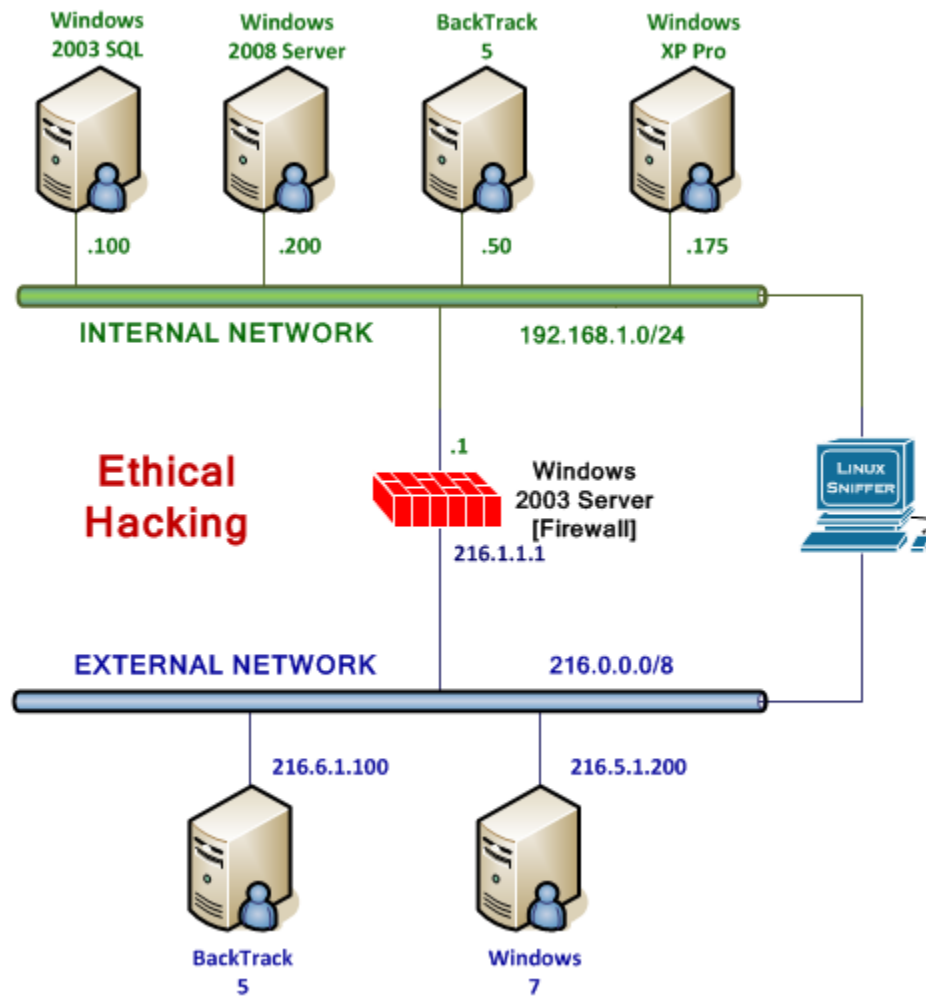 Windows
2003 SQL
Windows
2008 Server
BackTrack
5
Windows
XP Pro
.100
.200
.50
.175
INTERNAL NETWORK
192.168.1.0/24
Ethical
Hacking
.1
Windows
2003 Server
[Firewall]
216.1.1.1
LINUX
SNIFFER
EXTERNAL NETWORK
216.0.0.0/8
216.6.1.100
216.5.1.200
BackTrack
5
Windows
7